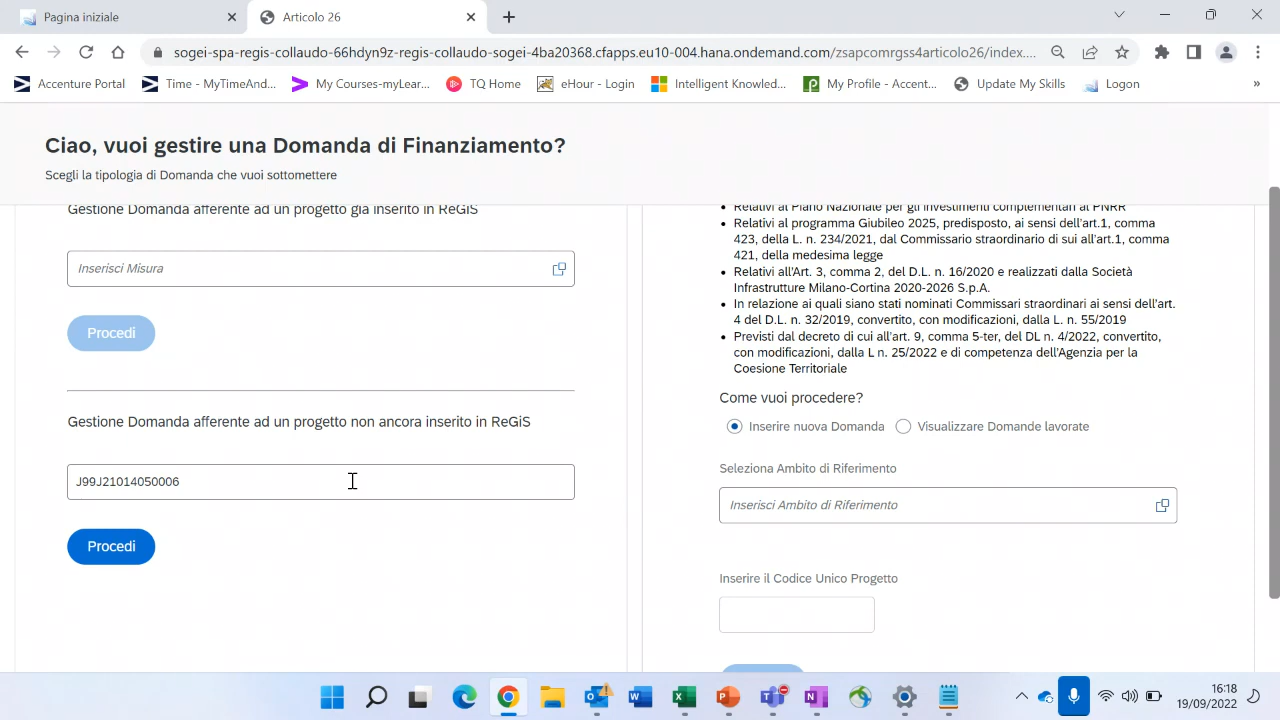 Pagina iniziale
Articolo 26
sogei-spa-regis-collaudo-66hdyn9z-regis-collaudo-sogei-4ba20368.cfapps.eu10-004.hana.ondemand.com/zsapcomrgss4articolo26/index....
Accenture Portal
Time - MyTimeAnd...
My Courses-myLear...
TQ Home
eHour - Login
Intelligent Knowled...
My Profile - Accent...
Update My Skills
Logon
»
Ciao, vuoi gestire una Domanda di Finanziamento?
Scegli la tipologia di Domanda che vuoi sottomettere
Gestione Domanda afferente ad un progetto già inserito in ReGiS
Inserisci Misura
Procedi
Gestione Domanda afferente ad un progetto non ancora inserito in ReGiS
J99J21014050006
Procedi
• Relativi al Piano Nazionale per gli investimenti complementari al PNRR
• Relativi al programma Giubileo 2025, predisposto, ai sensi dell'art.1, comma
423, della L. n. 234/2021, dal Commissario straordinario di sui all'art.1, comma
421, della medesima legge
• Relativi all'Art. 3, comma 2, del D.L. n. 16/2020 e realizzati dalla Società
Infrastrutture Milano-Cortina 2020-2026 S.p.A.
• In relazione ai quali siano stati nominati Commissari straordinari ai sensi dell'art.
4 del D.L. n. 32/2019, convertito, con modificazioni, dalla L. n. 55/2019
• Previsti dal decreto di cui all'art. 9, comma 5-ter, del DL n. 4/2022, convertito,
con modificazioni, dalla L n. 25/2022 e di competenza dell'Agenzia per la
Coesione Territoriale
Come vuoi procedere?
Inserire nuova Domanda
Visualizzare Domande lavorate
Seleziona Ambito di Riferimento
Inserisci Ambito di Riferimento
Inserire il Codice Unico Progetto
16:18
19/09/2022